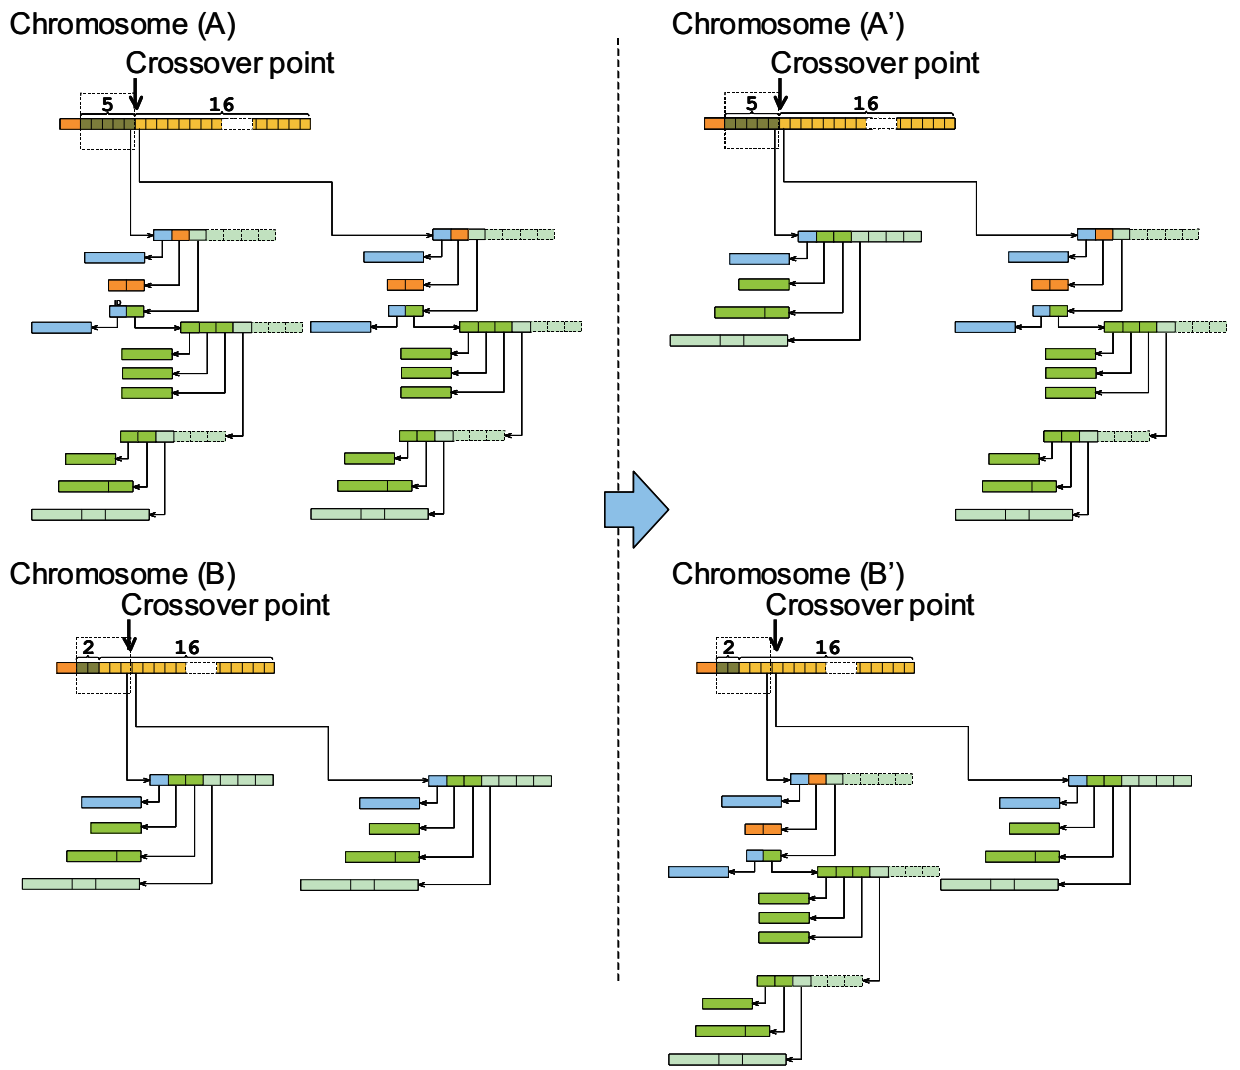 Chromosome (A)
Crossover point
5 16
ID
Chromosome (A’)
Crossover point
5 16
Chromosome (B)
Crossover point
2 16
Chromosome (B’)
Crossover point
2 16